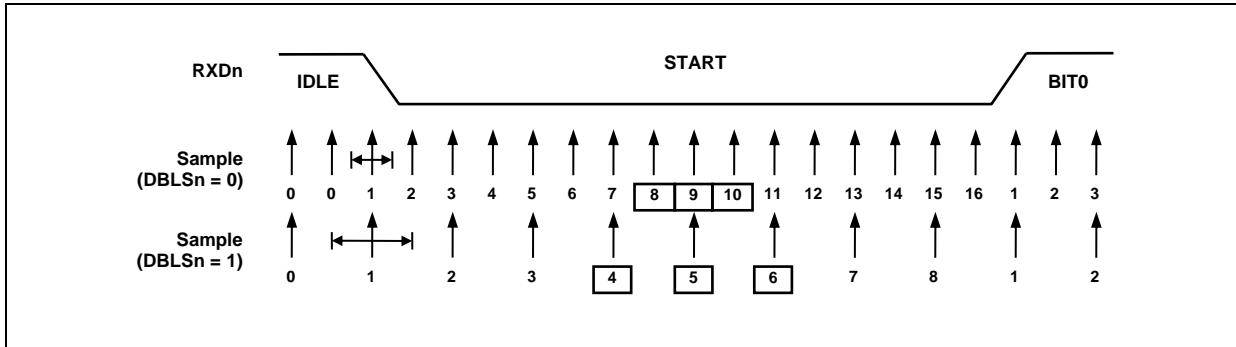 RXDn
IDLE
START
BIT0
Sample
(DBLSn = 0)
0 0 1 2 3 4 5 6 7 8 9 10 11 12 13 14 15 16 1 2 3
Sample
(DBLSn = 1)
0 1 2 3 4 5 6 7 8 1 2